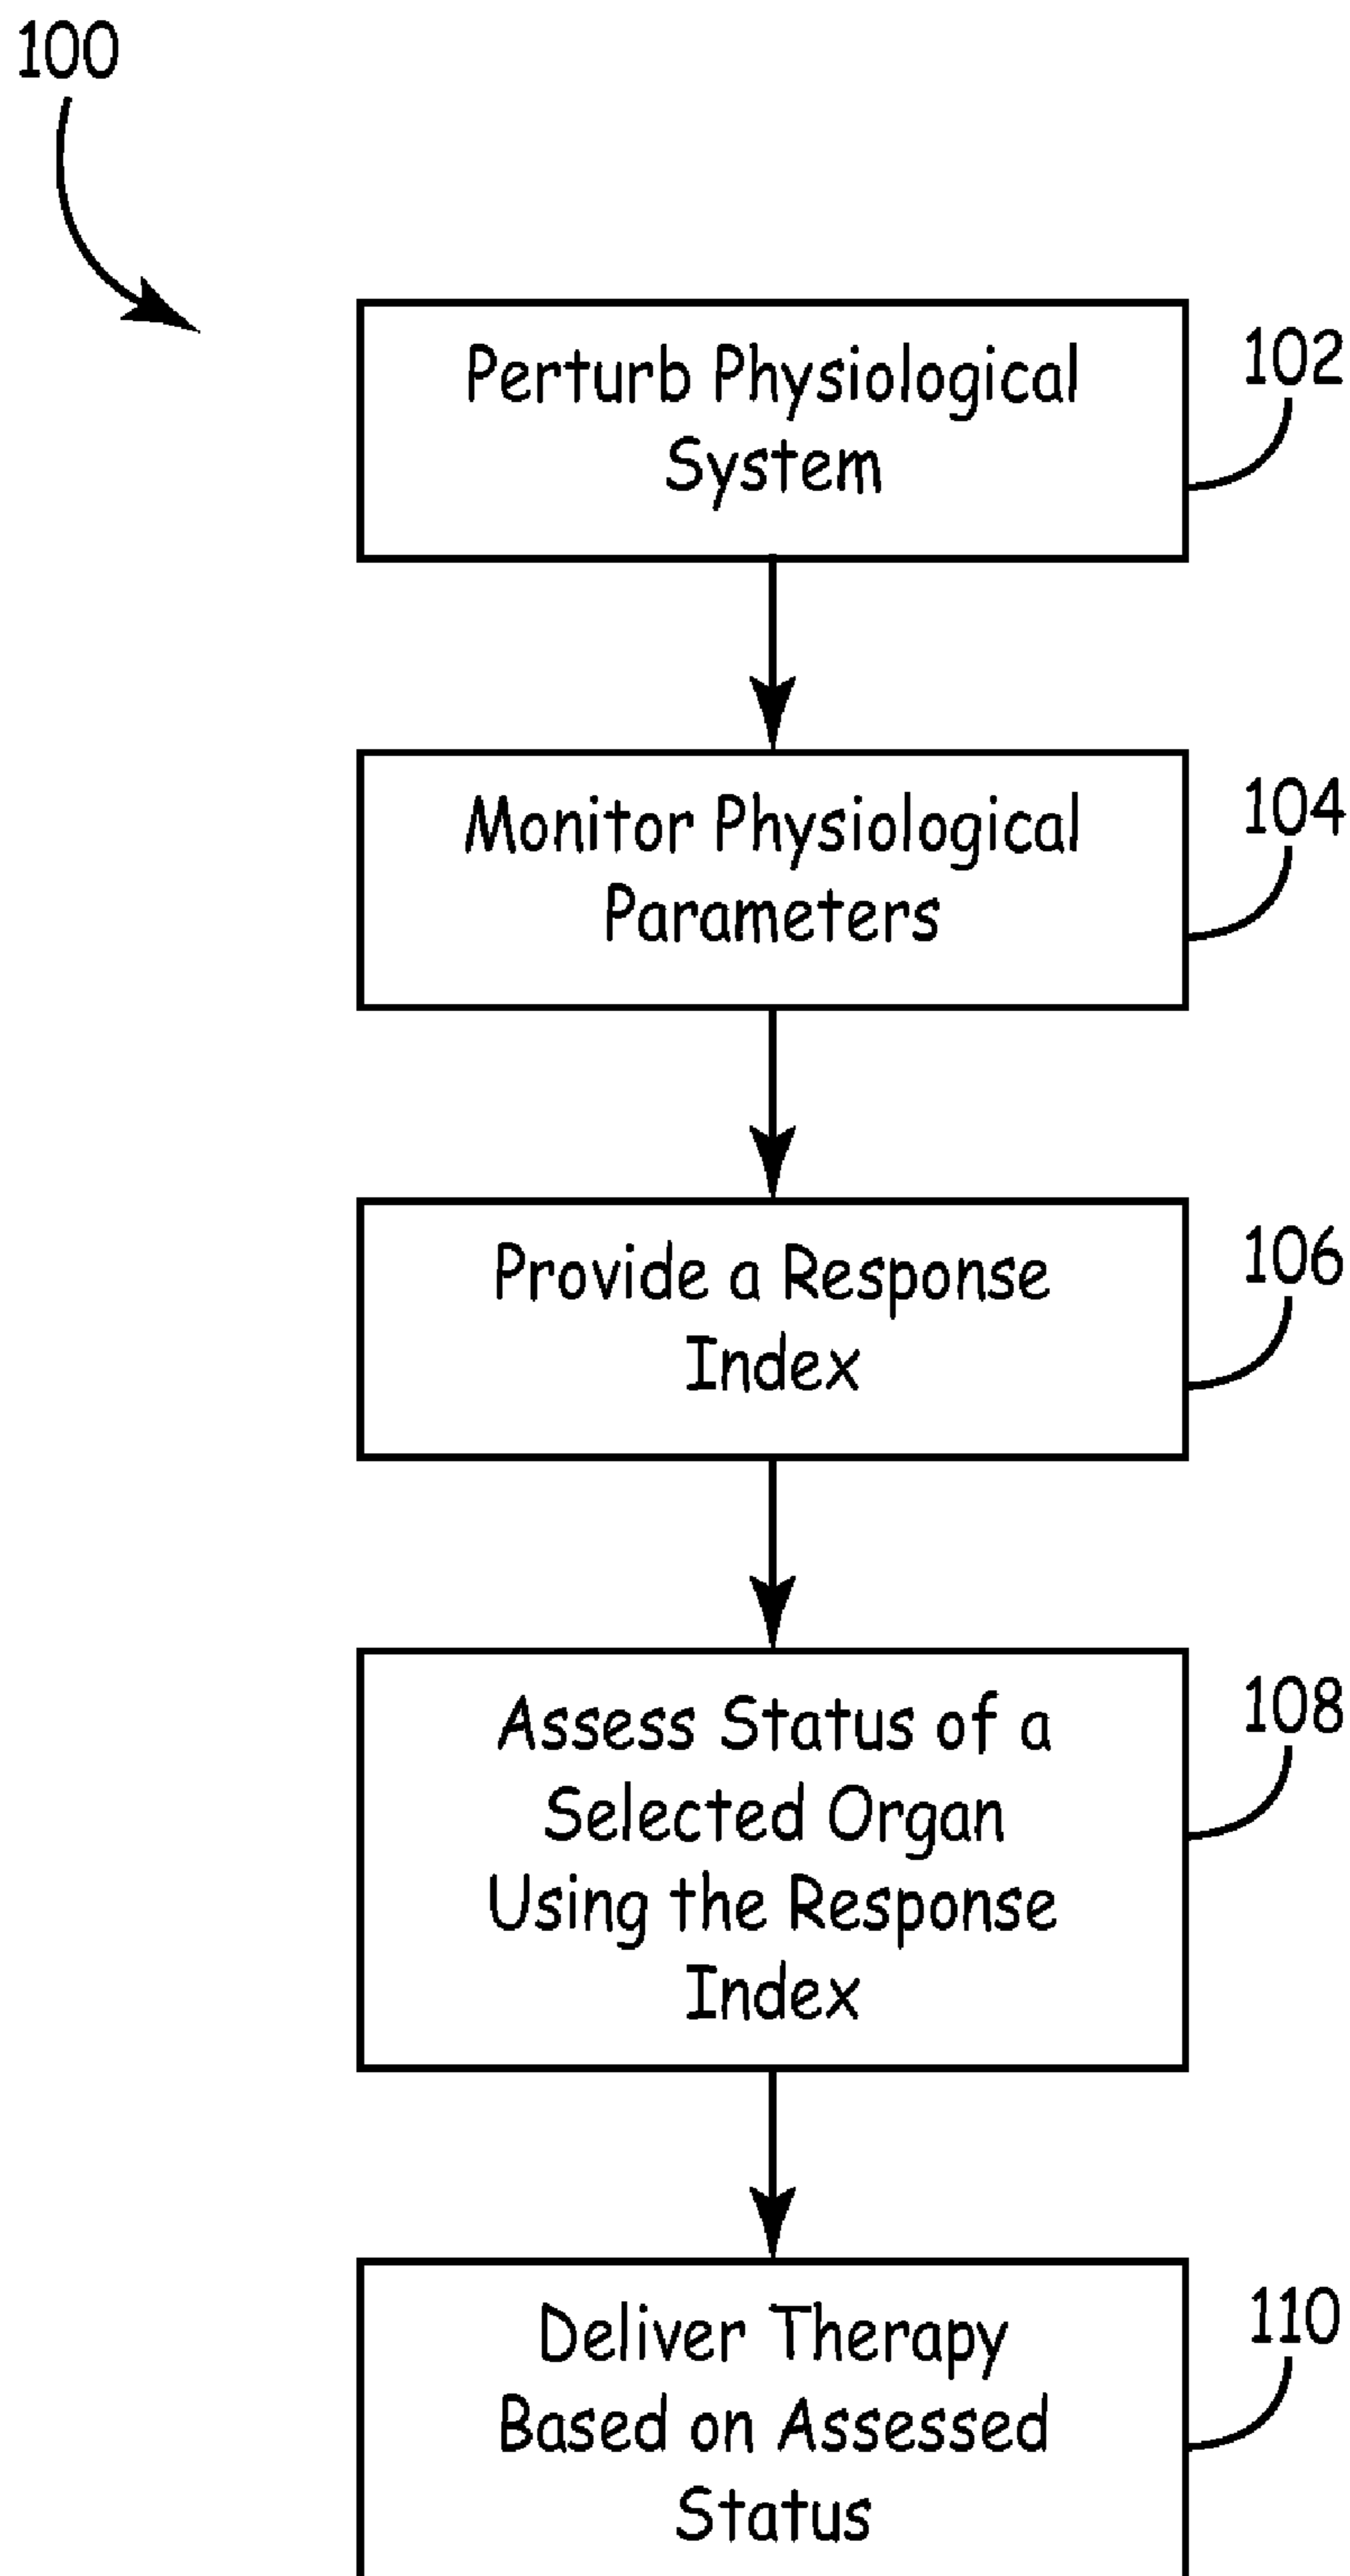 100
Perturb Physiological
System
102
Monitor Physiological
Parameters
104
Provide a Response
Index
106
Assess Status of a
Selected Organ
Using the Response
Index
108
Deliver Therapy
Based on Assessed
Status
110